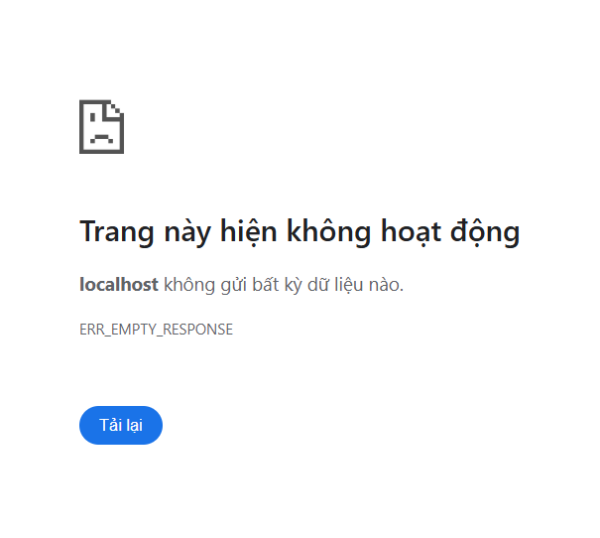 Trang này hiện không hoạt động
localhost không gửi bất kỳ dữ liệu nào.
ERR_EMPTY_RESPONSE
Tải lại